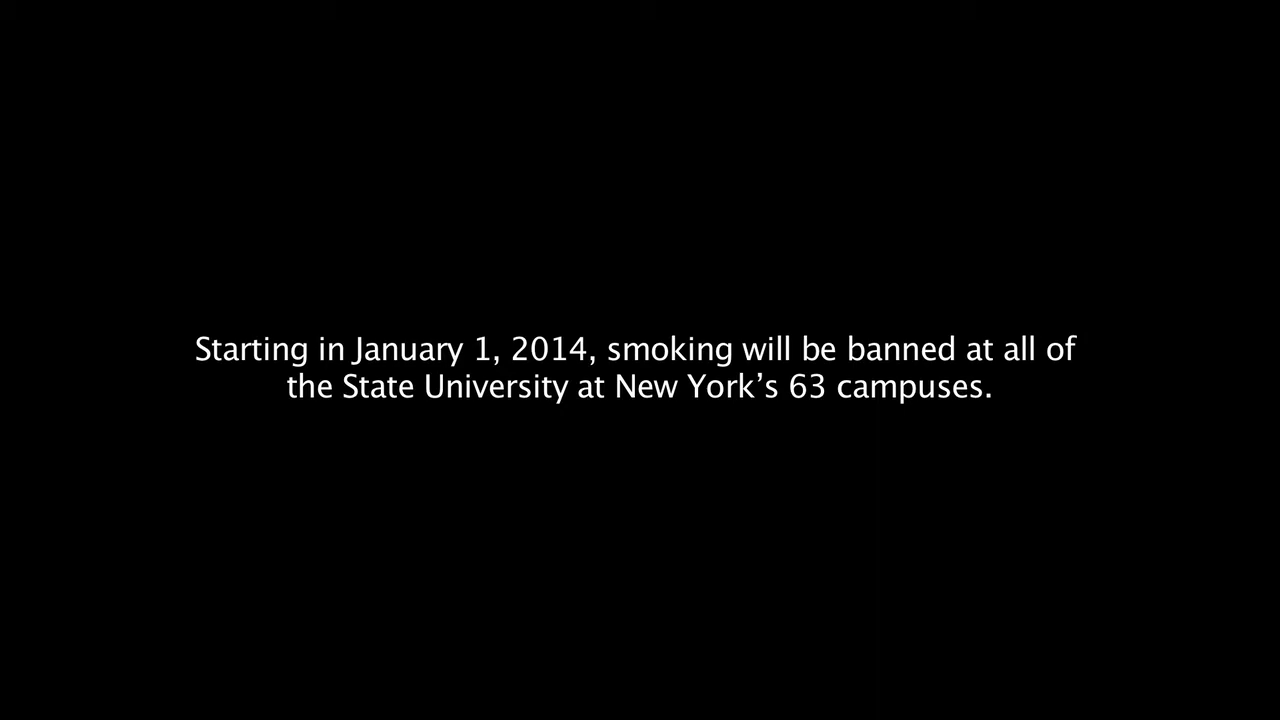 Starting in January 1, 2014, smoking will be banned at all of
the State University at New York’s 63 campuses.